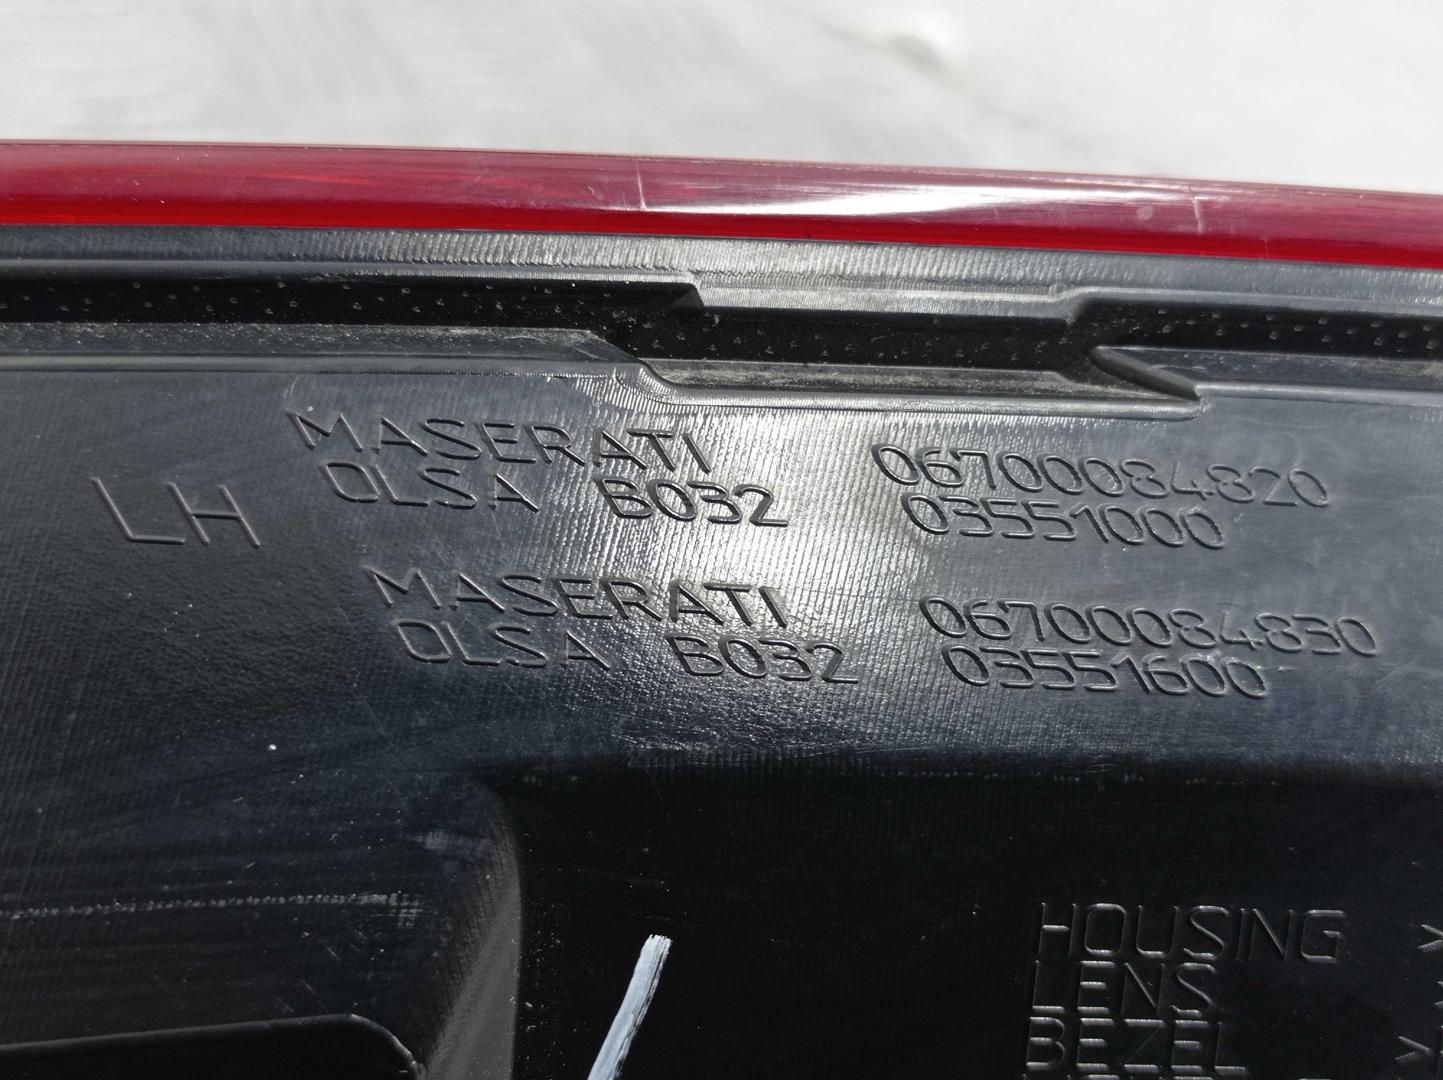 LH
MASERATI 06700084820
OLSA B032 03551000
MASERATI 06700084830
OLSA B032 03551600
HOUSING >
LENS
BEZEL >